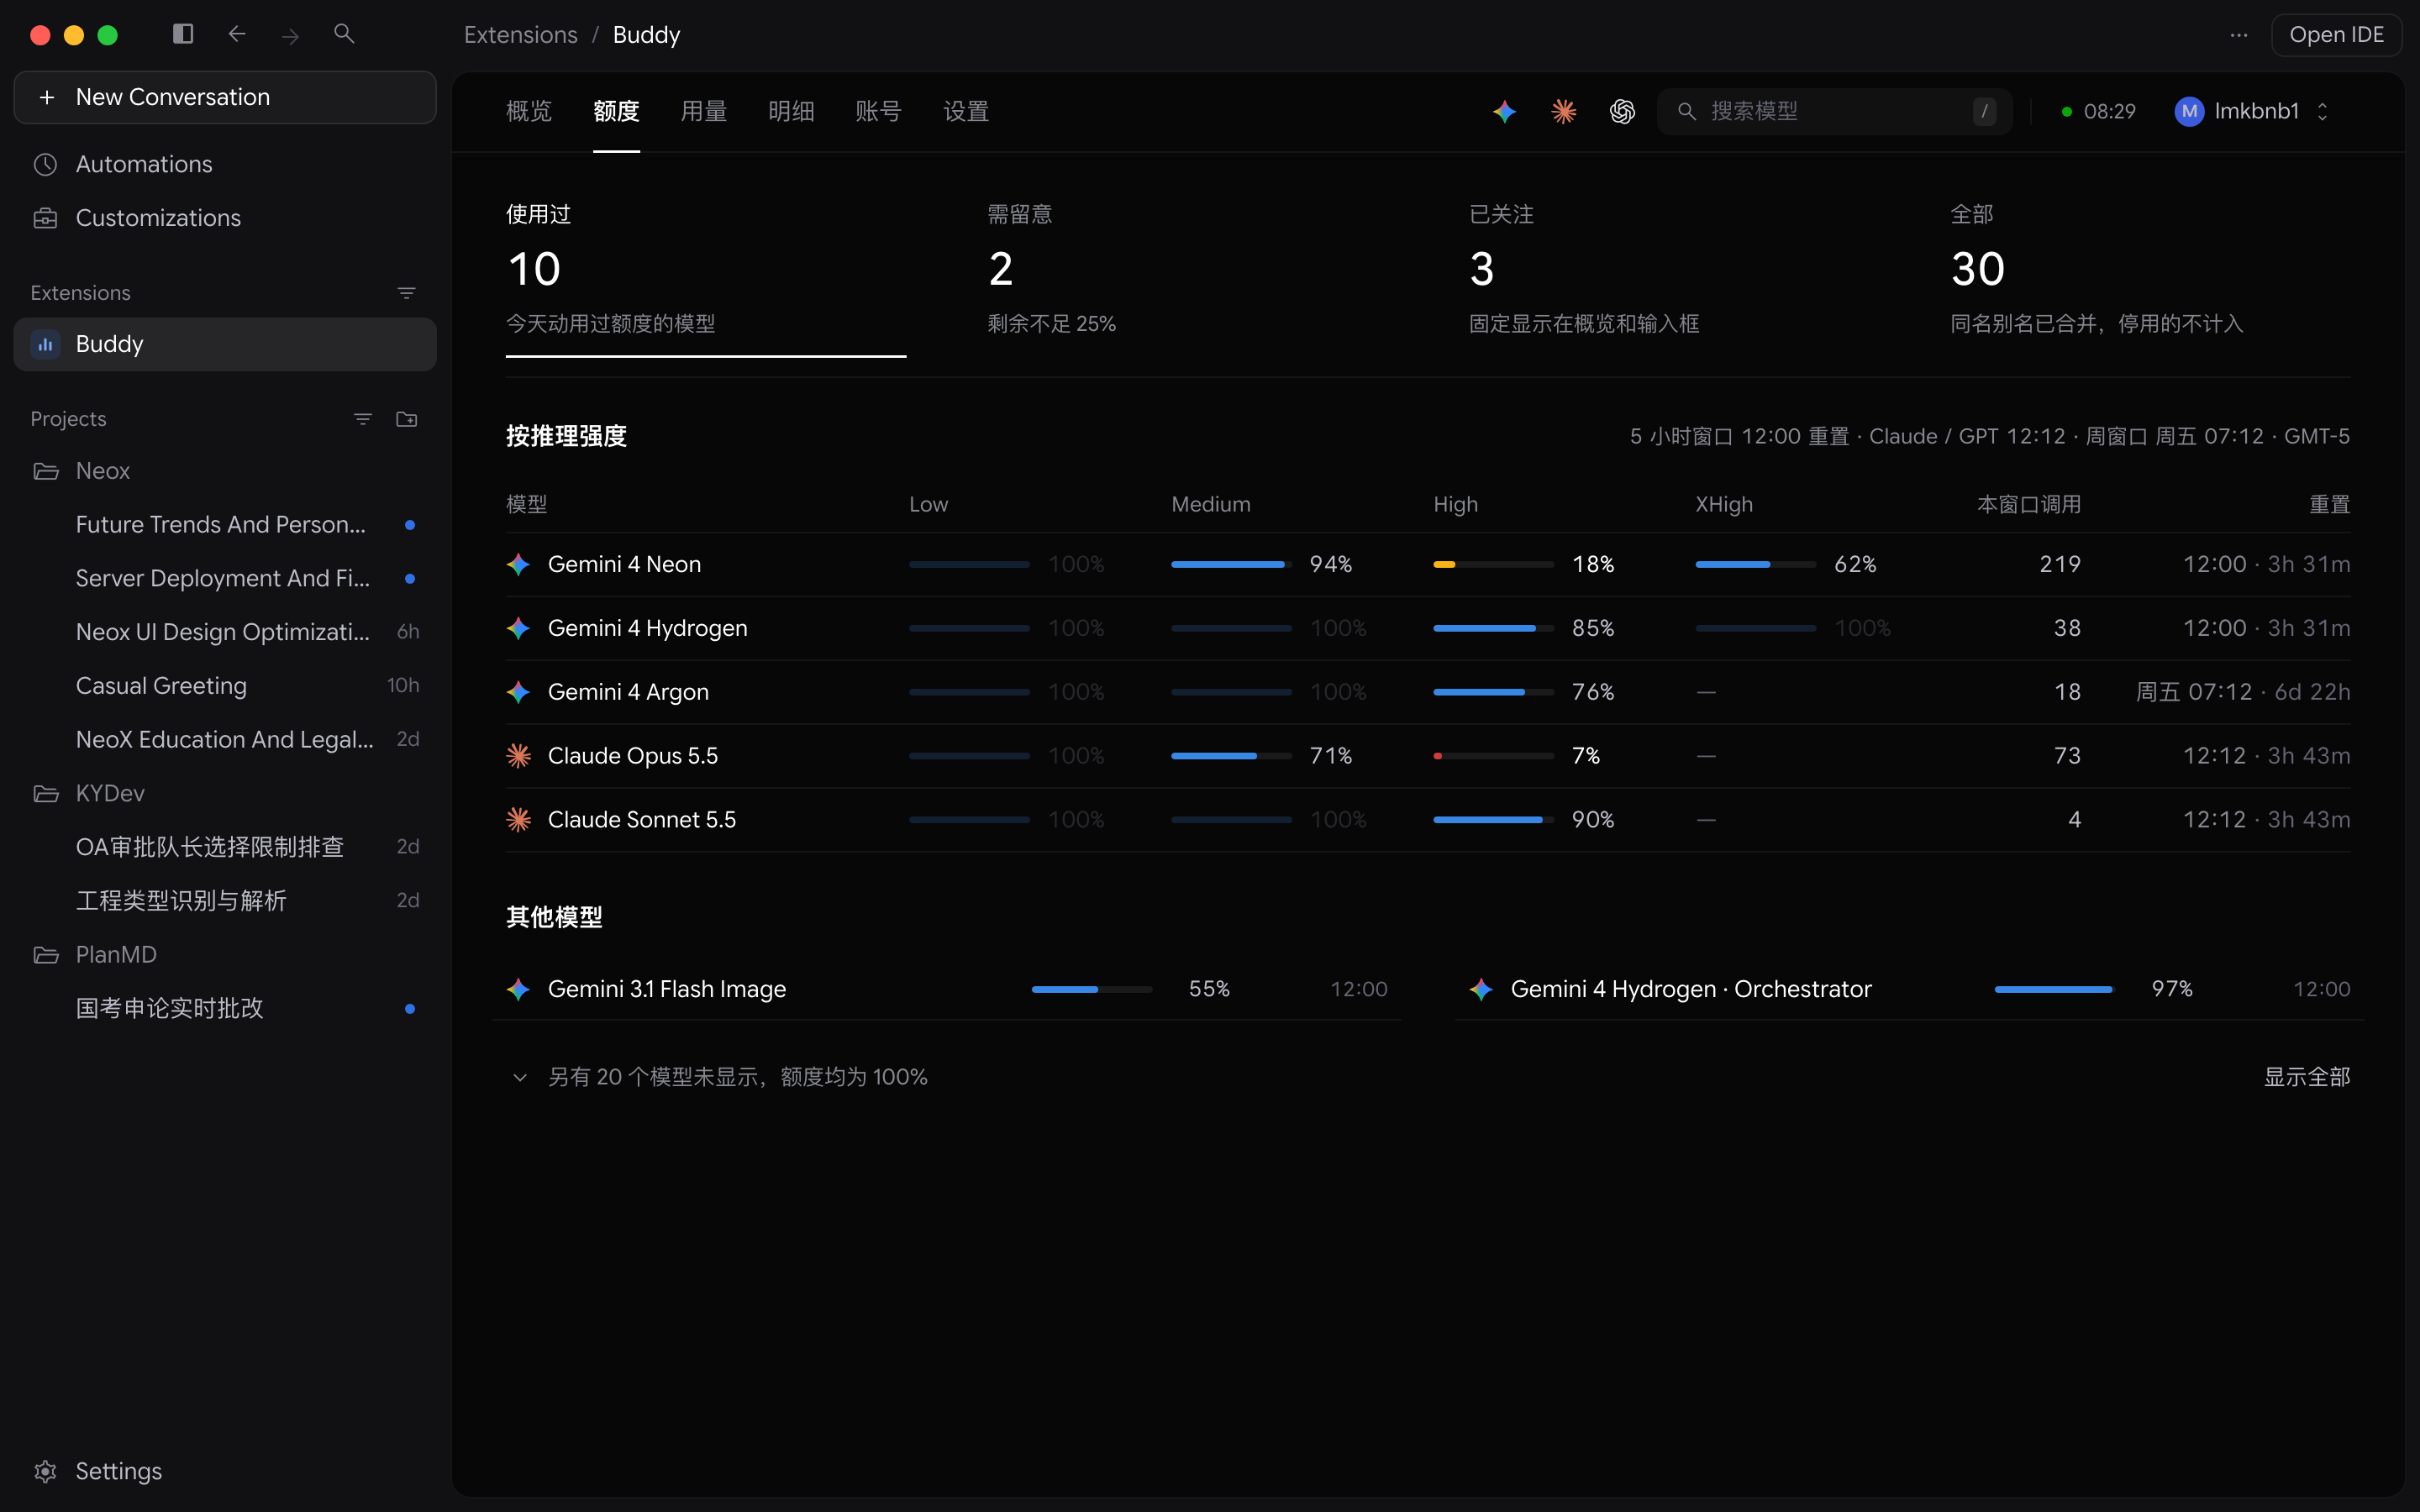 Extensions / Buddy
Open IDE
New Conversation
Automations
Customizations
Extensions
Buddy
Projects
Neox
Future Trends And Person...
Server Deployment And Fi...
Neox UI Design Optimizati... 6h
Casual Greeting 10h
NeoX Education And Legal... 2d
KYDev
OA审批队长选择限制排查 2d
工程类型识别与解析 2d
PlanMD
国考申论实时批改
Settings
概览 额度 用量 明细 账号 设置
搜索模型 /
08:29
M lmkbnb1
使用过
10
今天动用过额度的模型
需留意
2
剩余不足 25%
已关注
3
固定显示在概览和输入框
全部
30
同名别名已合并，停用的不计入
按推理强度
5 小时窗口 12:00 重置 · Claude / GPT 12:12 · 周窗口 周五 07:12 · GMT-5
模型 Low Medium High XHigh 本窗口调用 重置
Gemini 4 Neon 100% 94% 18% 62% 219 12:00 · 3h 31m
Gemini 4 Hydrogen 100% 100% 85% 100% 38 12:00 · 3h 31m
Gemini 4 Argon 100% 100% 76% — 18 周五 07:12 · 6d 22h
Claude Opus 5.5 100% 71% 7% — 73 12:12 · 3h 43m
Claude Sonnet 5.5 100% 100% 90% — 4 12:12 · 3h 43m
其他模型
Gemini 3.1 Flash Image 55% 12:00
Gemini 4 Hydrogen · Orchestrator 97% 12:00
另有 20 个模型未显示，额度均为 100%
显示全部